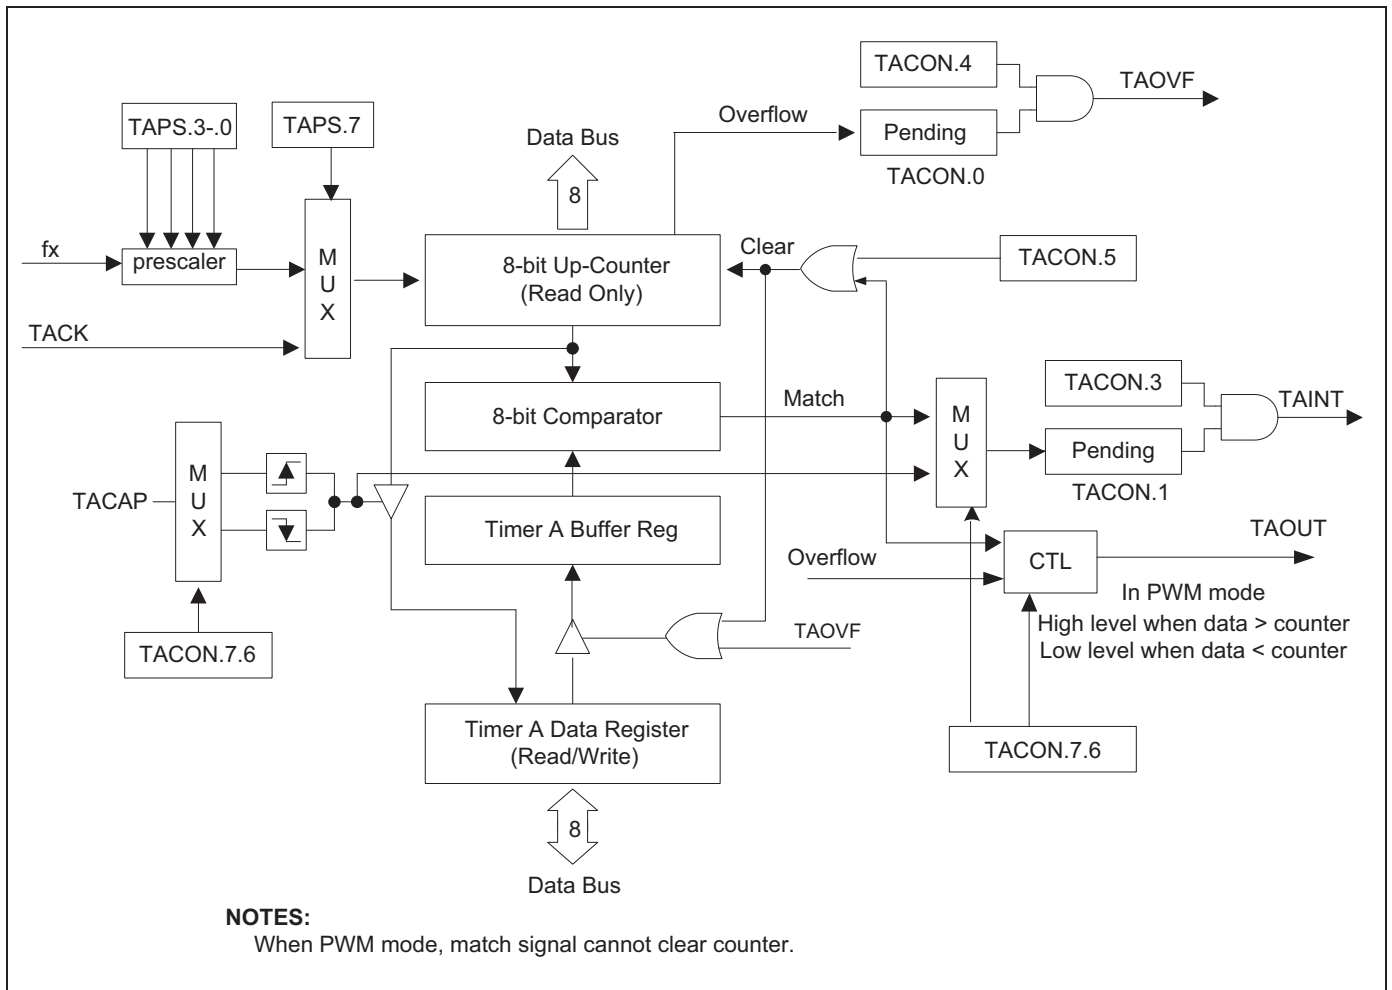 TACON.4
TAOVF
TAPS.3-.0
TAPS.7
Overflow
Pending
Data Bus
TACON.0
8
fx
prescaler
M
U
X
8-bit Up-Counter
(Read Only)
Clear
TACON.5
TACK
TACON.3
8-bit Comparator
Match
M
U
X
TAINT
Pending
TACON.1
TACAP
M
U
X
Timer A Buffer Reg
TAOUT
Overflow
CTL
In PWM mode
High level when data > counter
Low level when data < counter
TAOVF
TACON.7.6
Timer A Data Register
(Read/Write)
TACON.7.6
8
Data Bus
NOTES:
When PWM mode, match signal cannot clear counter.